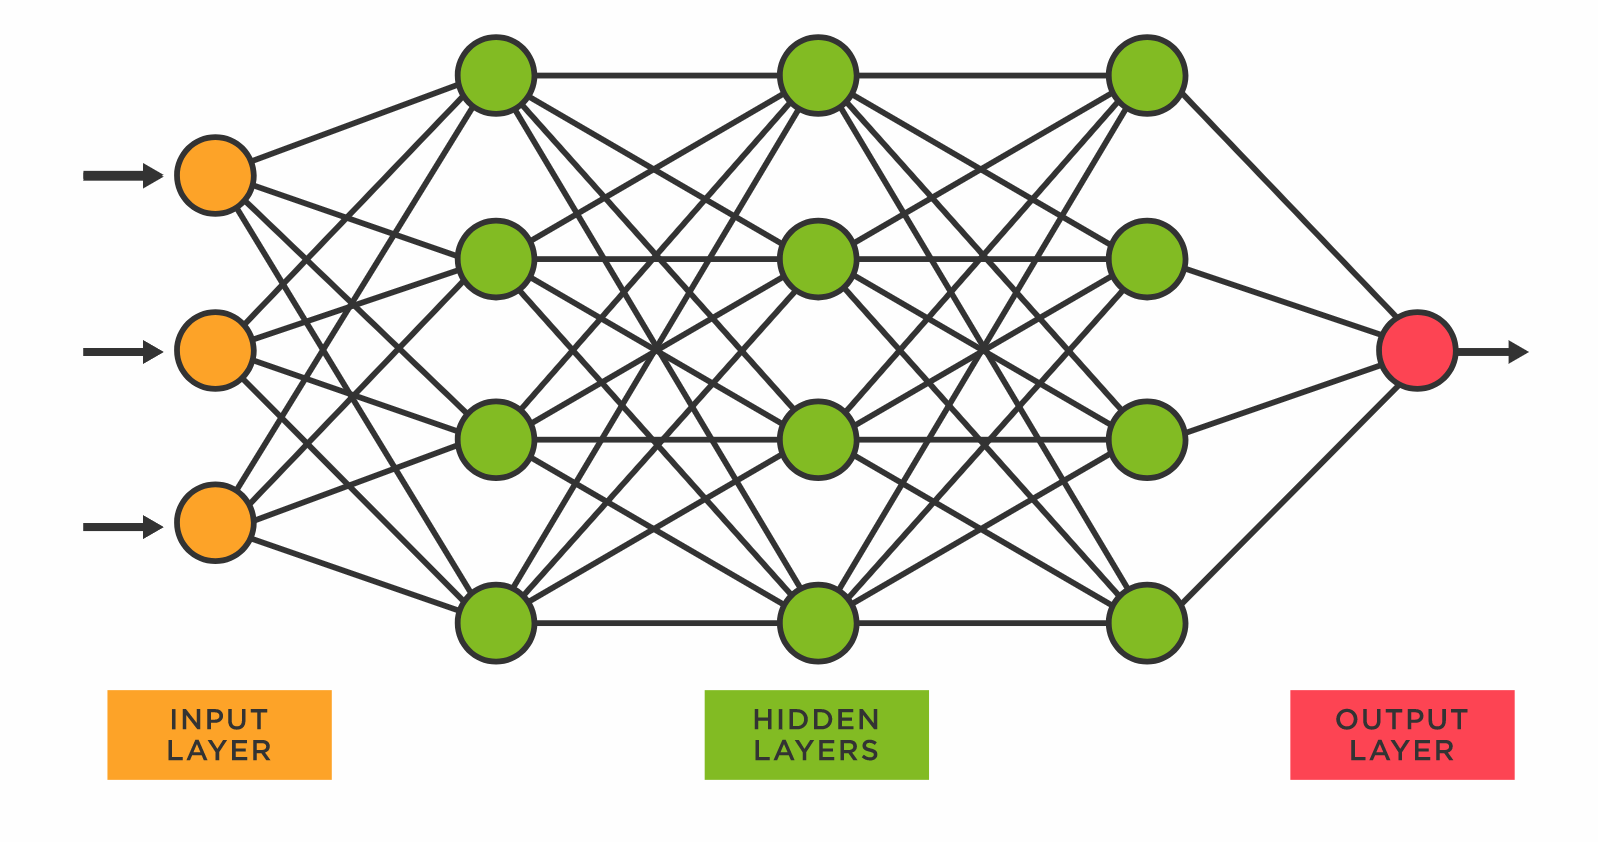 INPUT
LAYER
HIDDEN
LAYERS
OUTPUT
LAYER